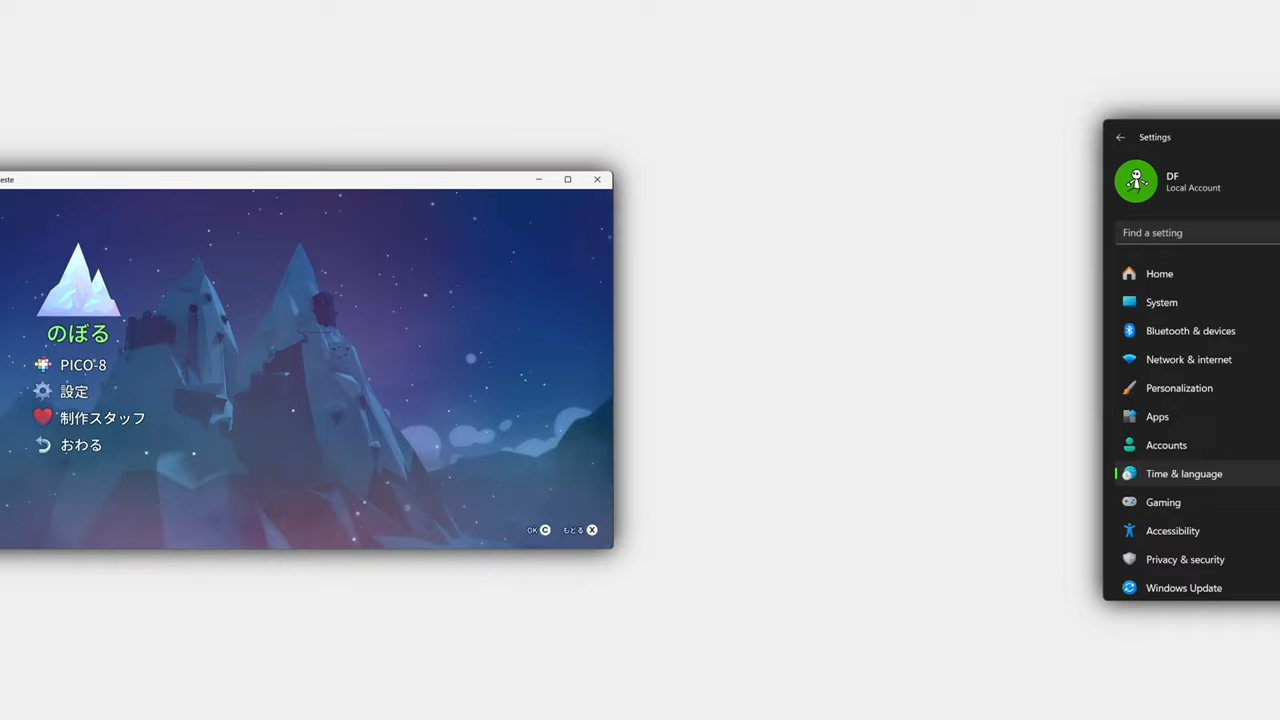 este
のぼる
PICO-8
設定
制作スタッフ
おわる
OK C もどる X
Settings
DF
Local Account
Find a setting
Home
System
Bluetooth & devices
Network & internet
Personalization
Apps
Accounts
Time & language
Gaming
Accessibility
Privacy & security
Windows Update